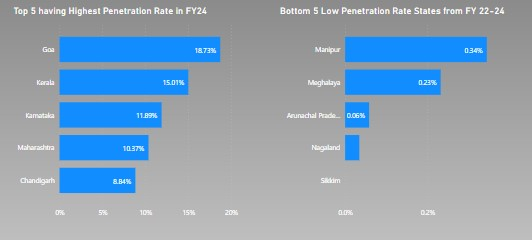 Top 5 having Highest Penetration Rate in FY24
Goa 18.73%
Kerala 15.01%
Karnataka 11.89%
Maharashtra 10.37%
Chandigarh 8.84%
0% 5% 10% 15% 20%
Bottom 5 Low Penetration Rate States from FY 22-24
Manipur 0.34%
Meghalaya 0.23%
Arunachal Prade... 0.06%
Nagaland
Sikkim
0.0% 0.2%